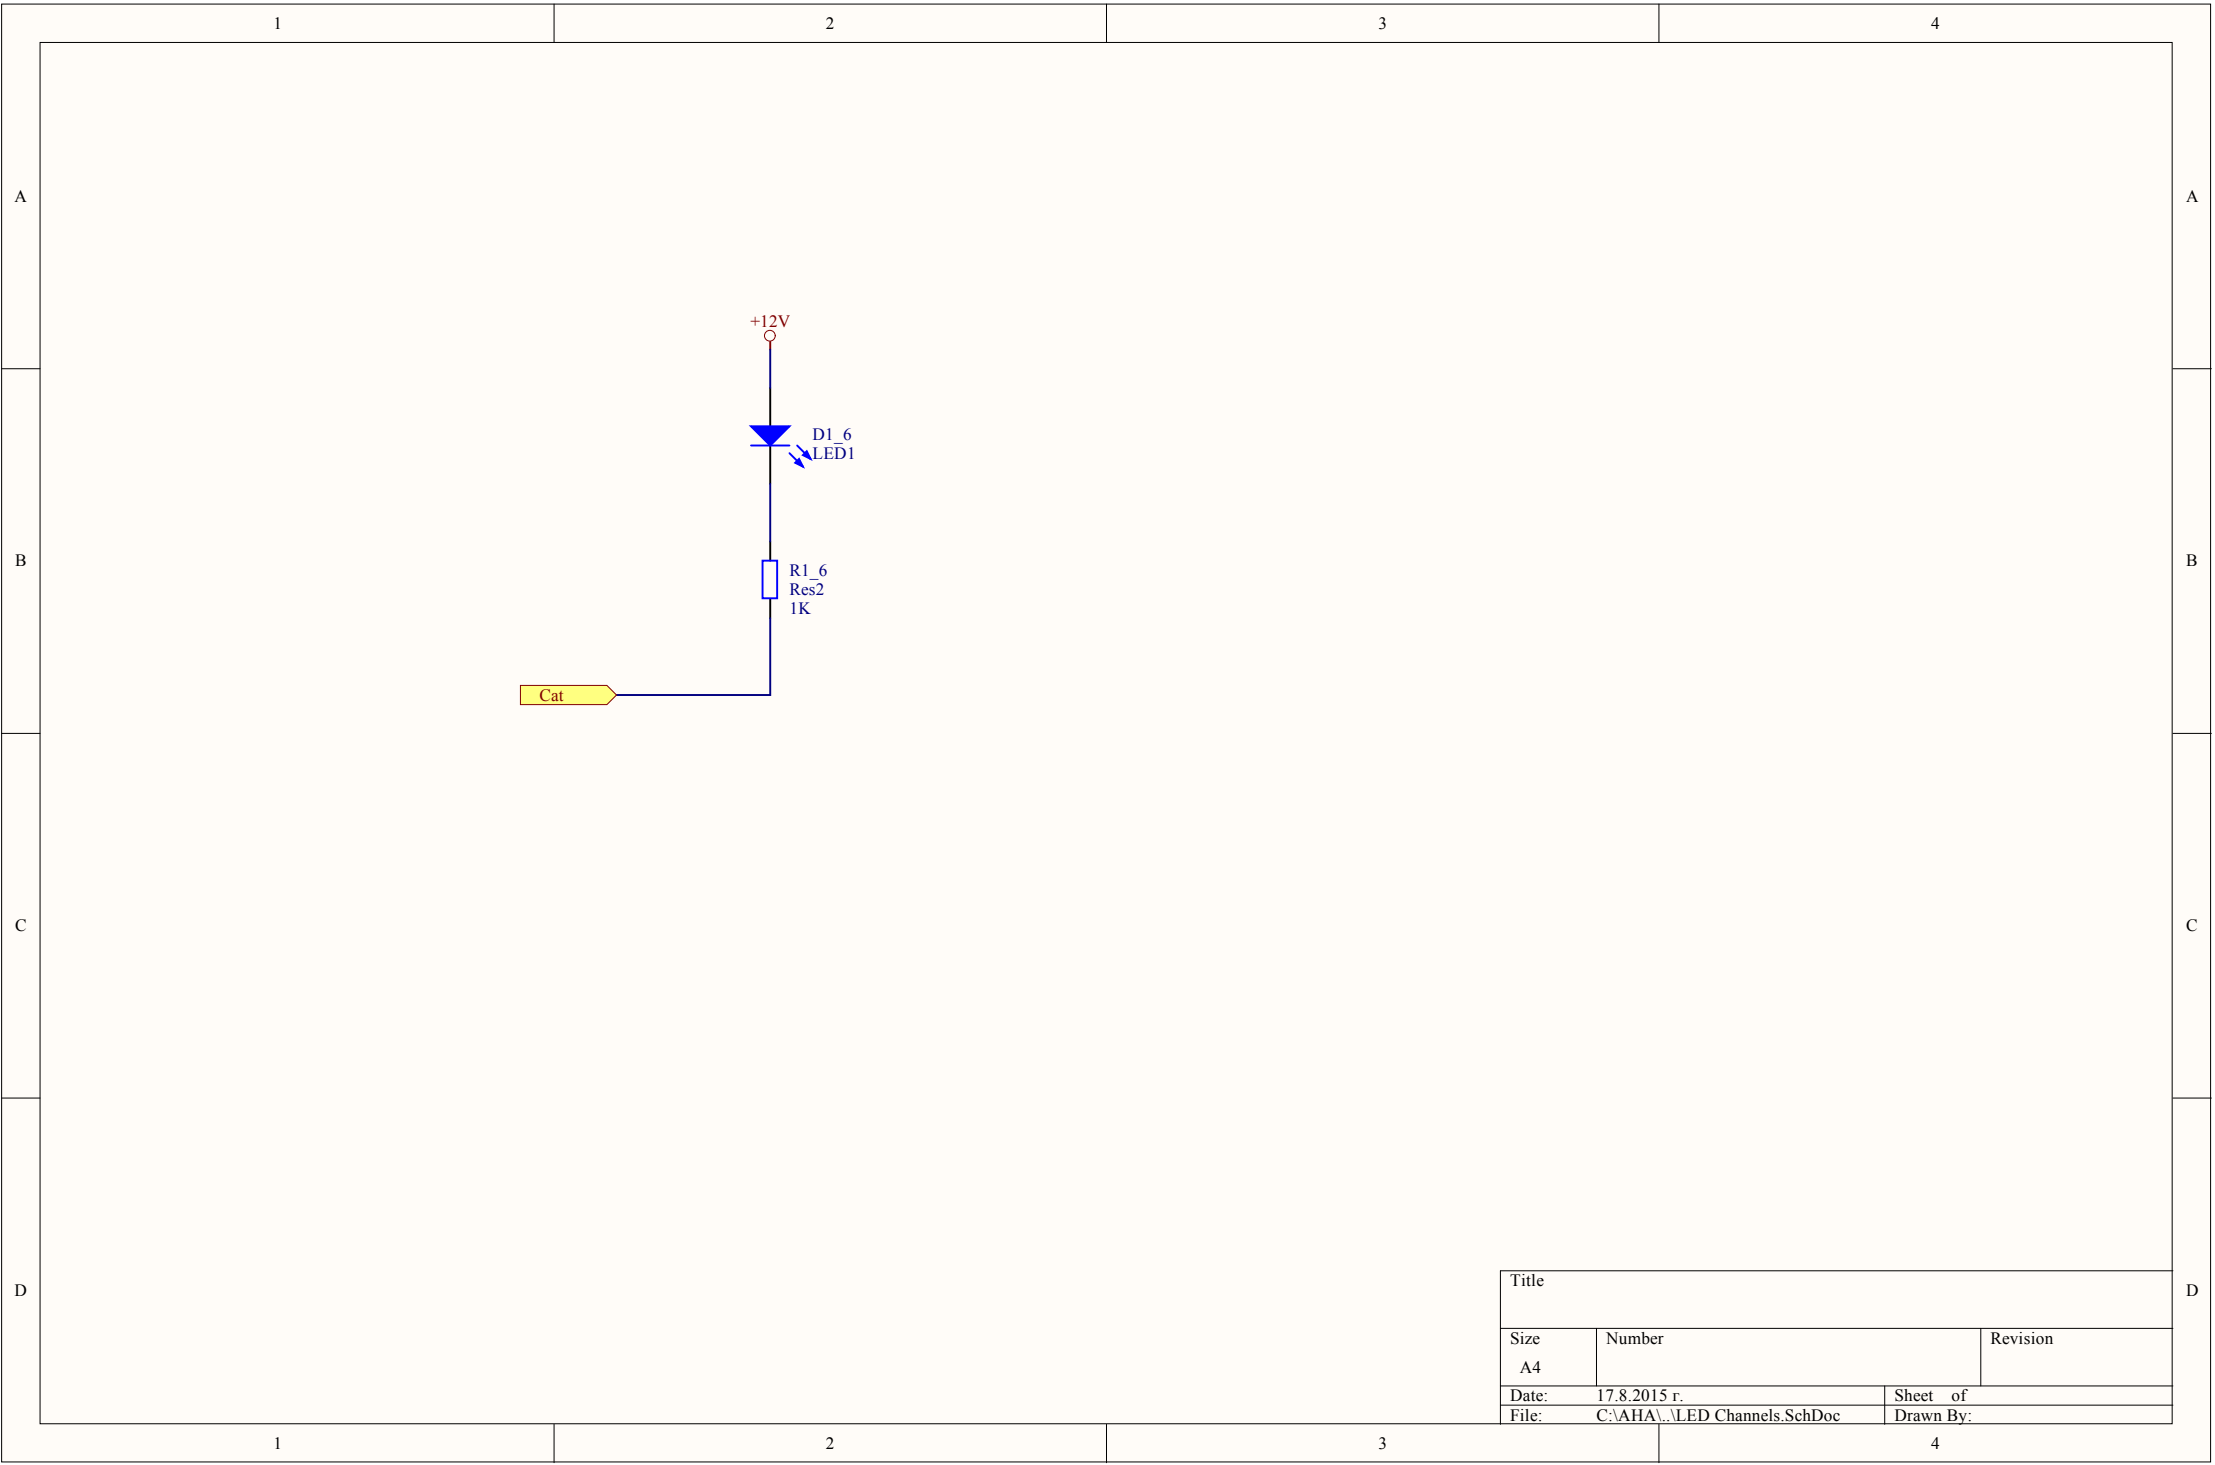 1 2 3 4
A A
+12V
D1_6
LED1
B B
R1_6
Res2
1K
Cat
C C
Title
D D
Size Number Revision
A4
Date: 17.8.2015 г. Sheet of
File: C:\AHA\..\LED Channels.SchDoc Drawn By:
1 2 3 4